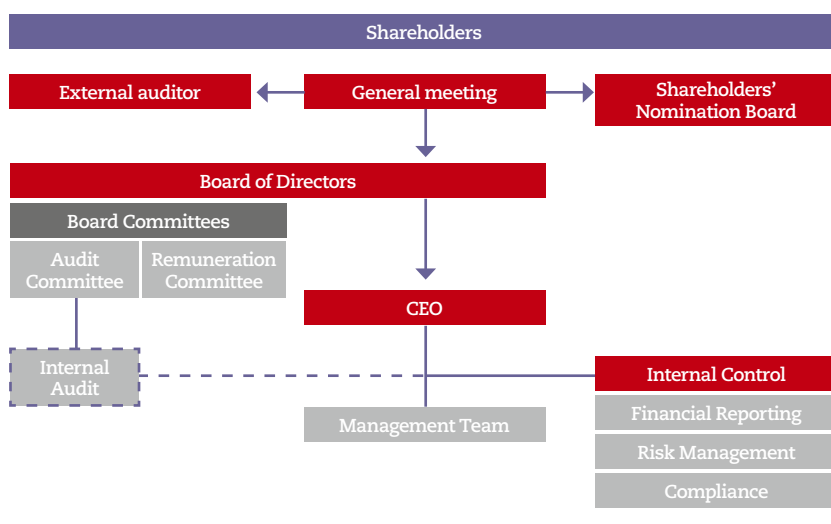 Shareholders
External auditor
General meeting
Shareholders'
Nomination Board
Board of Directors
Board Committees
Audit
Committee
Remuneration
Committee
CEO
Internal
Audit
Internal Control
Management Team
Financial Reporting
Risk Management
Compliance